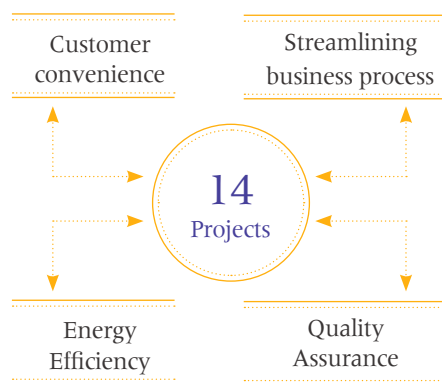 Customer
convenience
Streamlining
business process
14
Projects
Energy
Efficiency
Quality
Assurance